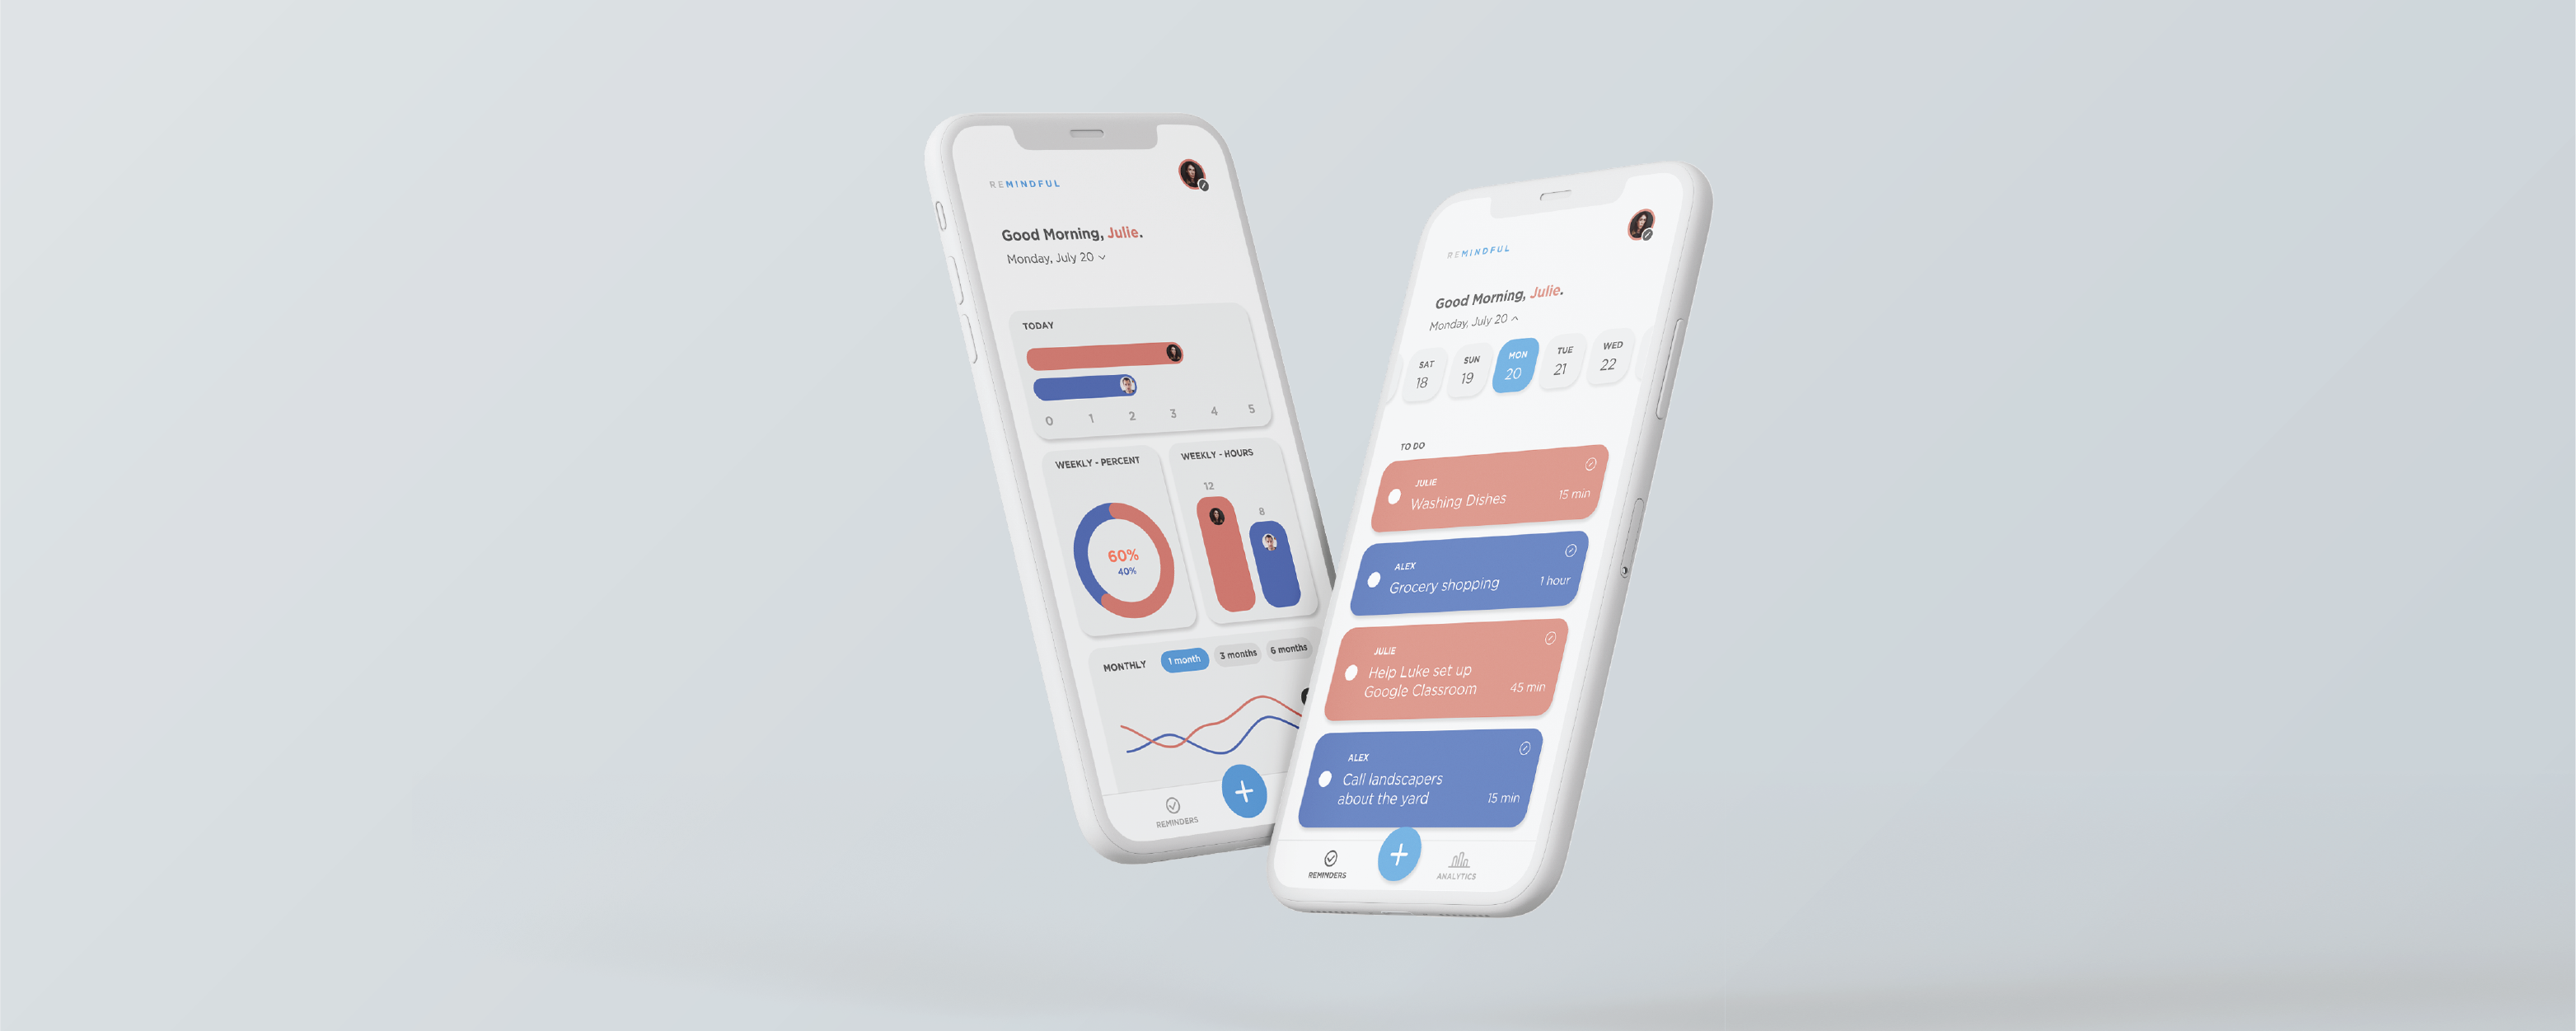 REMINDFUL
Good Morning, Julie.
Monday, July 20
TODAY
0 1 2 3 4 5
WEEKLY - PERCENT
60%
40%
WEEKLY - HOURS
12
8
MONTHLY 1 month 3 months 6 months
REMINDERS
REMINDFUL
Good Morning, Julie.
Monday, July 20
SAT SUN MON TUE WED
18 19 20 21 22
TO DO
JULIE
Washing Dishes 15 min
ALEX
Grocery shopping 1 hour
JULIE
Help Luke set up
Google Classroom 45 min
ALEX
Call landscapers
about the yard 15 min
REMINDERS ANALYTICS